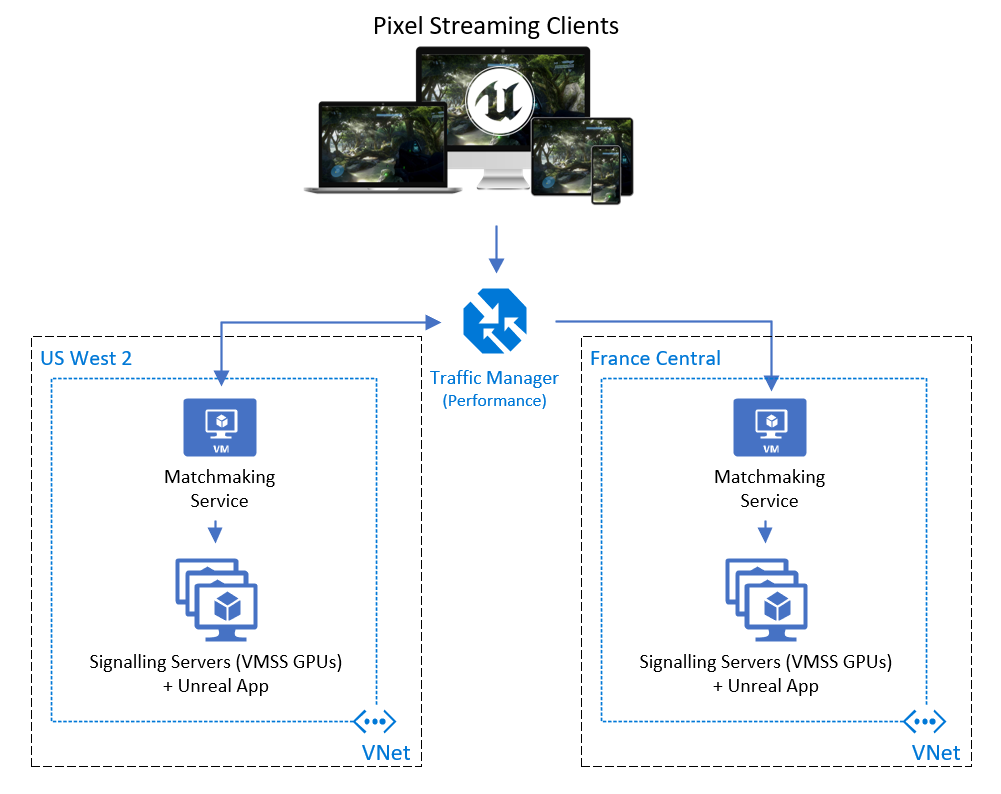 Pixel Streaming Clients
Traffic Manager
(Performance)
US West 2
VM
Matchmaking
Service
Signalling Servers (VMSS GPUs)
+ Unreal App
VNet
France Central
VM
Matchmaking
Service
Signalling Servers (VMSS GPUs)
+ Unreal App
VNet